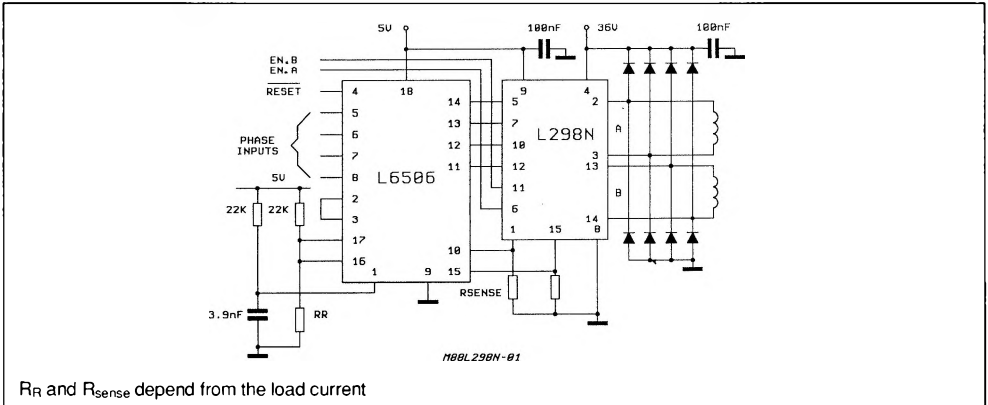 5V
100nF
36V
100nF
EN.B
EN.A
RESET
4
18
9
4
5
14
5
2
6
13
7
L298N
A
PHASE
INPUTS
7
12
10
3
8
L6506
11
12
13
5V
2
11
B
22K
22K
3
6
14
17
1
15
8
16
10
1
9
15
RSENSE
3.9nF
RR
M88L298N-01
RR and Rsense depend from the load current